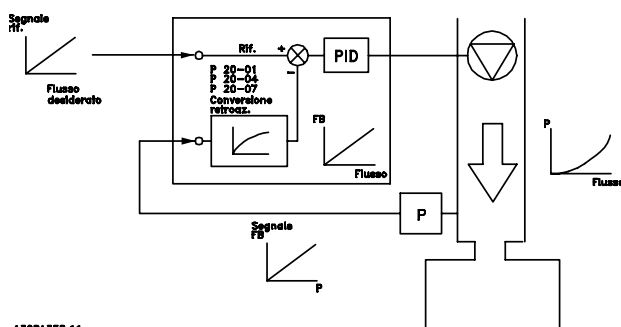 Segnale
rif.
Flusso
desiderato
Rif.
+
−
PID
P 20-01
P 20-04
P 20-07
Conversione
retroaz.
FB
Flusso
P
Flusso
P
Segnale
FB
P